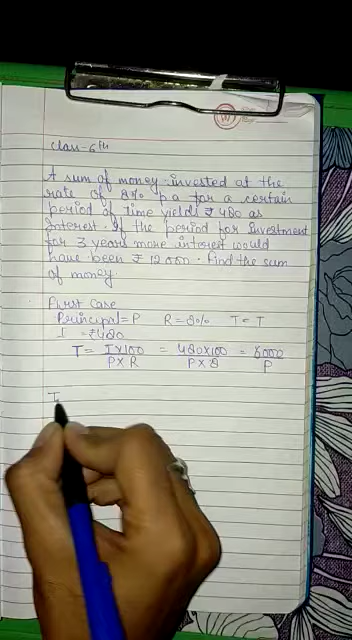 Class-6th
A sum of money invested at the
rate of 8% p a for a certain
period of Time yields ₹ 480 as
Interest. If the period for Investment
for 3 years more interest would
have been ₹ 12000. Find the sum
of money
First Case
Principal = P R = 8% T = T
I = ₹480
T = I×100/P×R = 480×100/P×8 = 6000/P